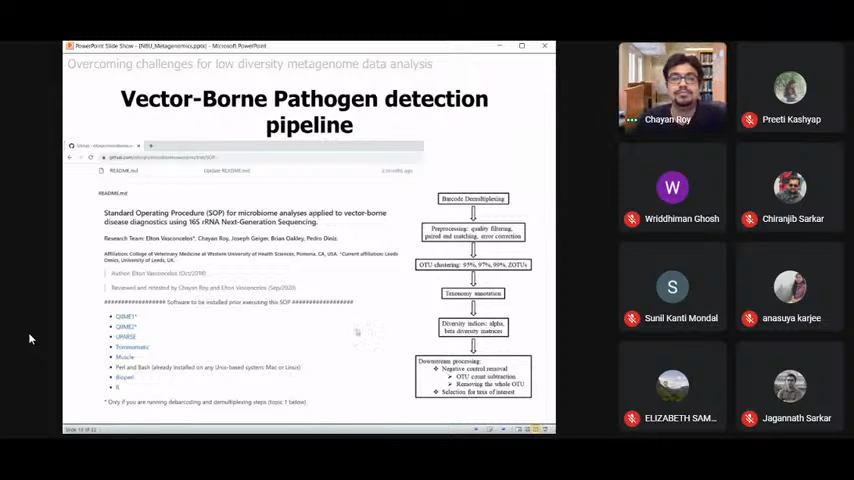 PowerPoint Slide Show - [NBU_Metagenomics.pptx] - Microsoft PowerPoint
Overcoming challenges for low diversity metagenome data analysis
Vector-Borne Pathogen detection
pipeline
README.md
Update README.md
README.md
Standard Operating Procedure (SOP) for microbiome analyses applied to vector-borne
disease diagnostics using 16S rRNA Next-Generation Sequencing.
Research Team: Elton Vasconcelos*, Chayan Roy, Joseph Geiger, Brian Oakley, Pedro Diniz.
Affiliation: College of Veterinary Medicine at Western University of Health Sciences, Pomona, CA, USA. *Current affiliation: Leeds
Omics, University of Leeds, UK.
Author: Elton Vasconcelos (Oct/2018)
Reviewed and retested by Chayan Roy and Elton Vasconcelos (Sep/2020)
#################### Software to be installed prior executing this SOP ####################
• QIIME1*
• QIIME2*
• UPARSE
• Trimmomatic
• Muscle
• Perl and Bash (already installed on any Unix-based system: Mac or Linux)
• Bioperl
• R
* Only if you are running debarcoding and demultiplexing steps (topic 1 below)
Barcode Demultiplexing
Preprocessing: quality filtering,
paired end matching, error correction
OTU clustering: 95%, 97%, 99%, ZOTUs
Taxonomy annotation
Diversity indices: alpha,
beta diversity matrices
Downstream processing:
❖ Negative control removal
➢ OTU count subtraction
➢ Removing the whole OTU
❖ Selection for taxa of interest
Chayan Roy
Preeti Kashyap
W
Wriddhiman Ghosh
Chiranjib Sarkar
S
Sunil Kanti Mondal
anasuya karjee
ELIZABETH SAM...
Jagannath Sarkar